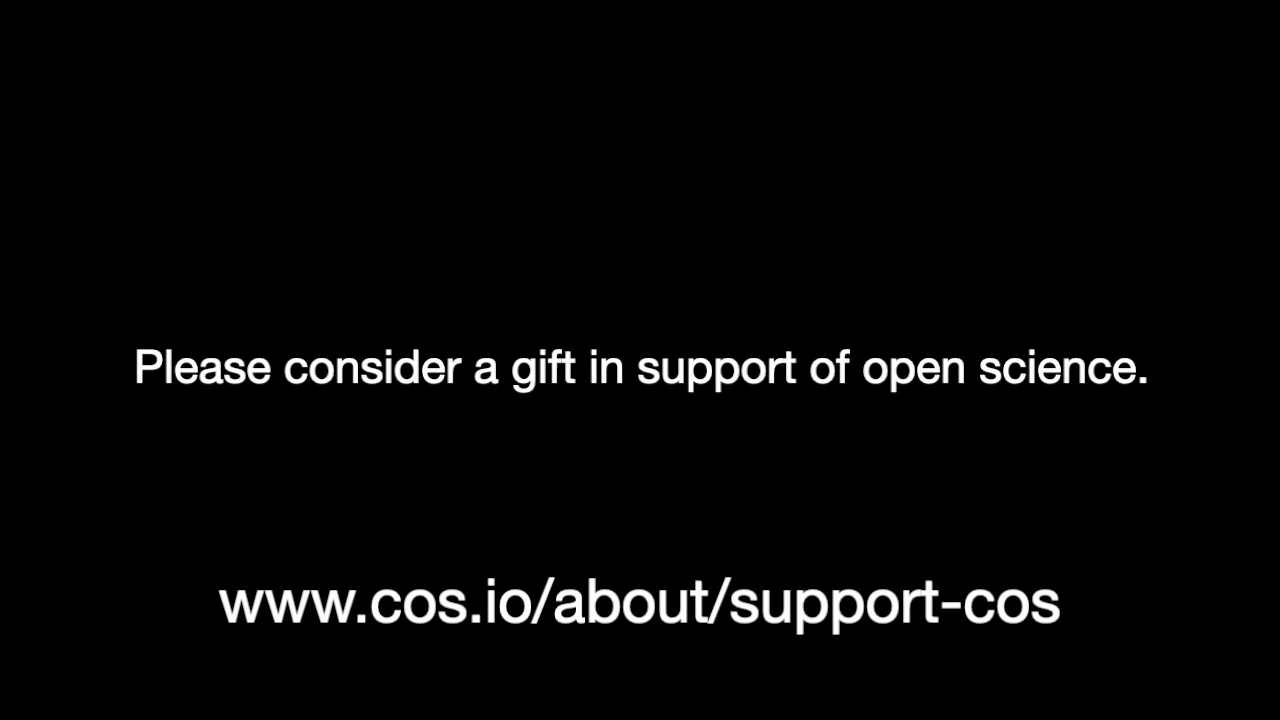 Please consider a gift in support of open science.
www.cos.io/about/support-cos